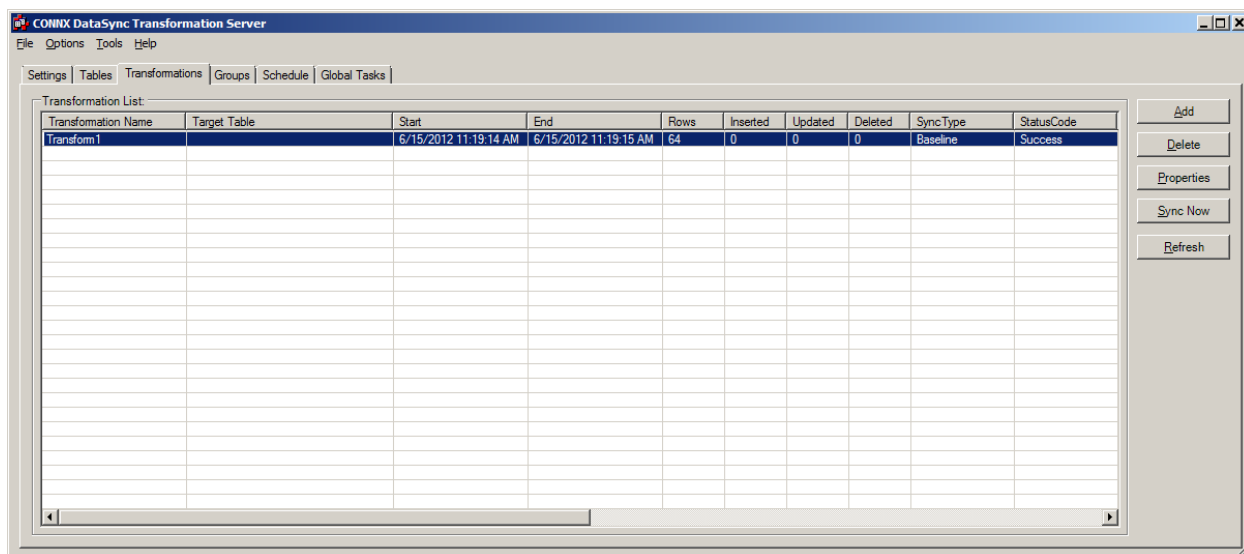 CONNX DataSync Transformation Server
File Options Tools Help
Settings Tables Transformations Groups Schedule Global Tasks
Transformation List:
Transformation Name Target Table Start End Rows Inserted Updated Deleted SyncType StatusCode
Transform1 6/15/2012 11:19:14 AM 6/15/2012 11:19:15 AM 64 0 0 0 Baseline Success
Add
Delete
Properties
Sync Now
Refresh